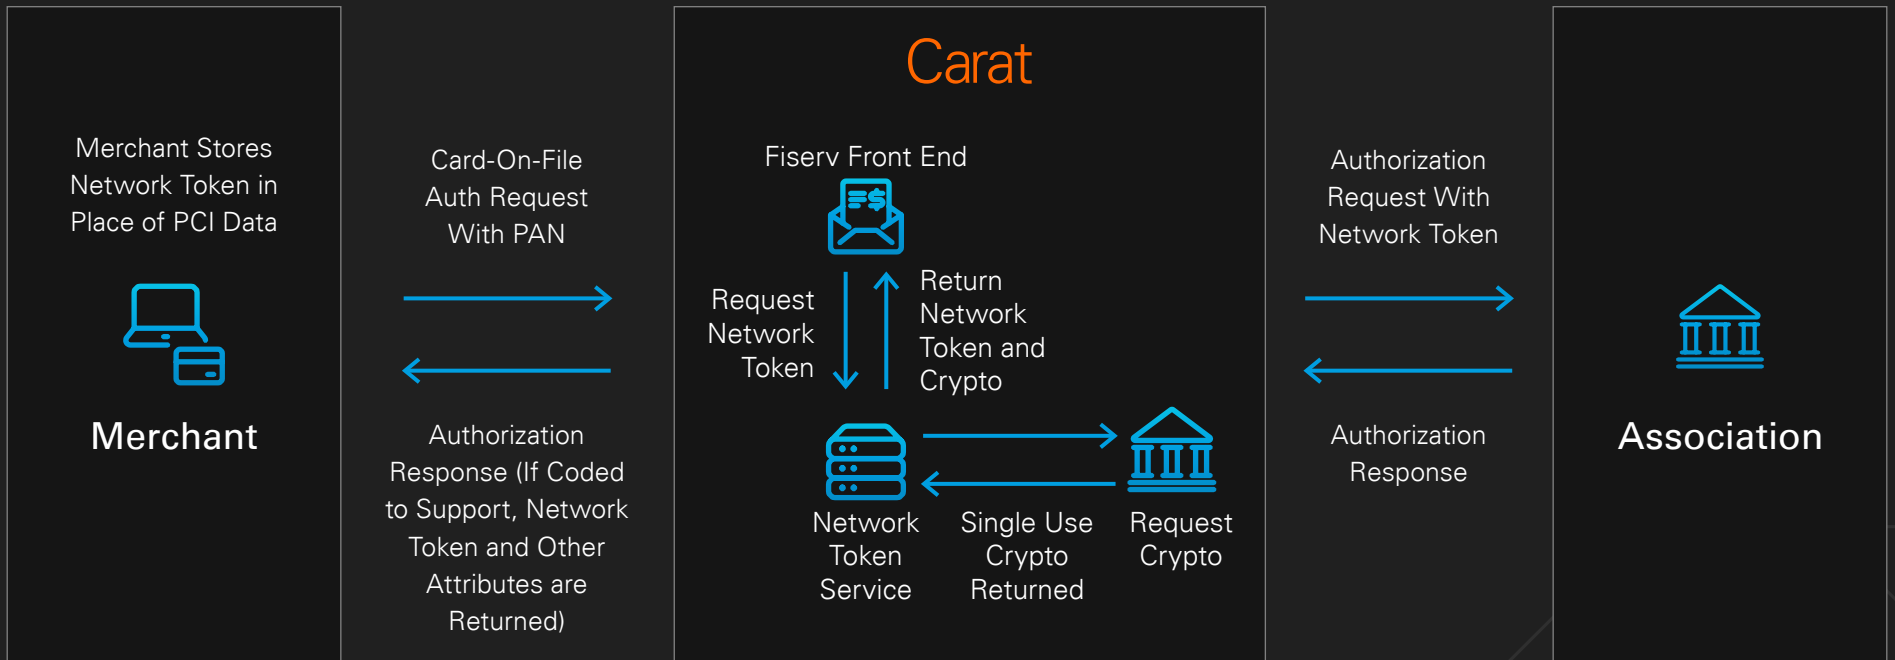 Merchant Stores
Network Token in
Place of PCI Data
Merchant
Card-On-File
Auth Request
With PAN
Authorization
Response (If Coded
to Support, Network
Token and Other
Attributes are
Returned)
Carat
Fiserv Front End
Request
Network
Token
Return
Network
Token and
Crypto
Network
Token
Service
Single Use
Crypto
Returned
Request
Crypto
Authorization
Request With
Network Token
Authorization
Response
Association